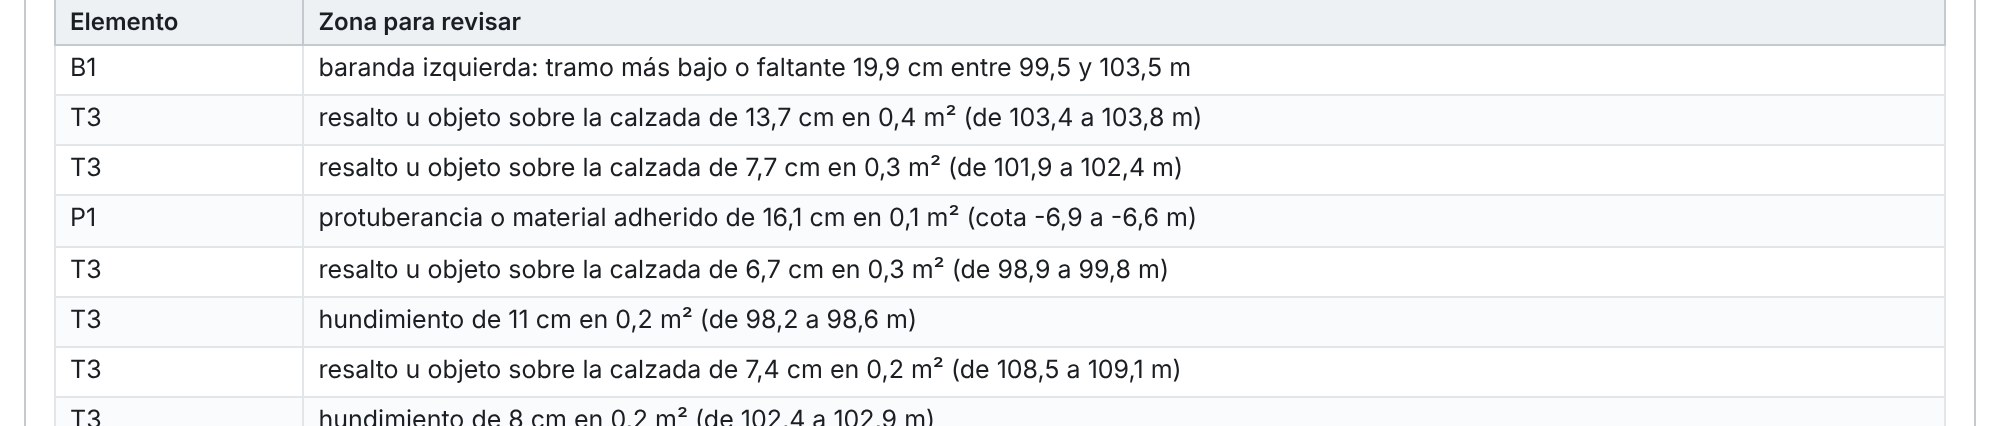 Elemento Zona para revisar
B1 baranda izquierda: tramo más bajo o faltante 19,9 cm entre 99,5 y 103,5 m
T3 resalto u objeto sobre la calzada de 13,7 cm en 0,4 m² (de 103,4 a 103,8 m)
T3 resalto u objeto sobre la calzada de 7,7 cm en 0,3 m² (de 101,9 a 102,4 m)
P1 protuberancia o material adherido de 16,1 cm en 0,1 m² (cota -6,9 a -6,6 m)
T3 resalto u objeto sobre la calzada de 6,7 cm en 0,3 m² (de 98,9 a 99,8 m)
T3 hundimiento de 11 cm en 0,2 m² (de 98,2 a 98,6 m)
T3 resalto u objeto sobre la calzada de 7,4 cm en 0,2 m² (de 108,5 a 109,1 m)
T3 hundimiento de 8 cm en 0,2 m² (de 102,4 a 102,9 m)